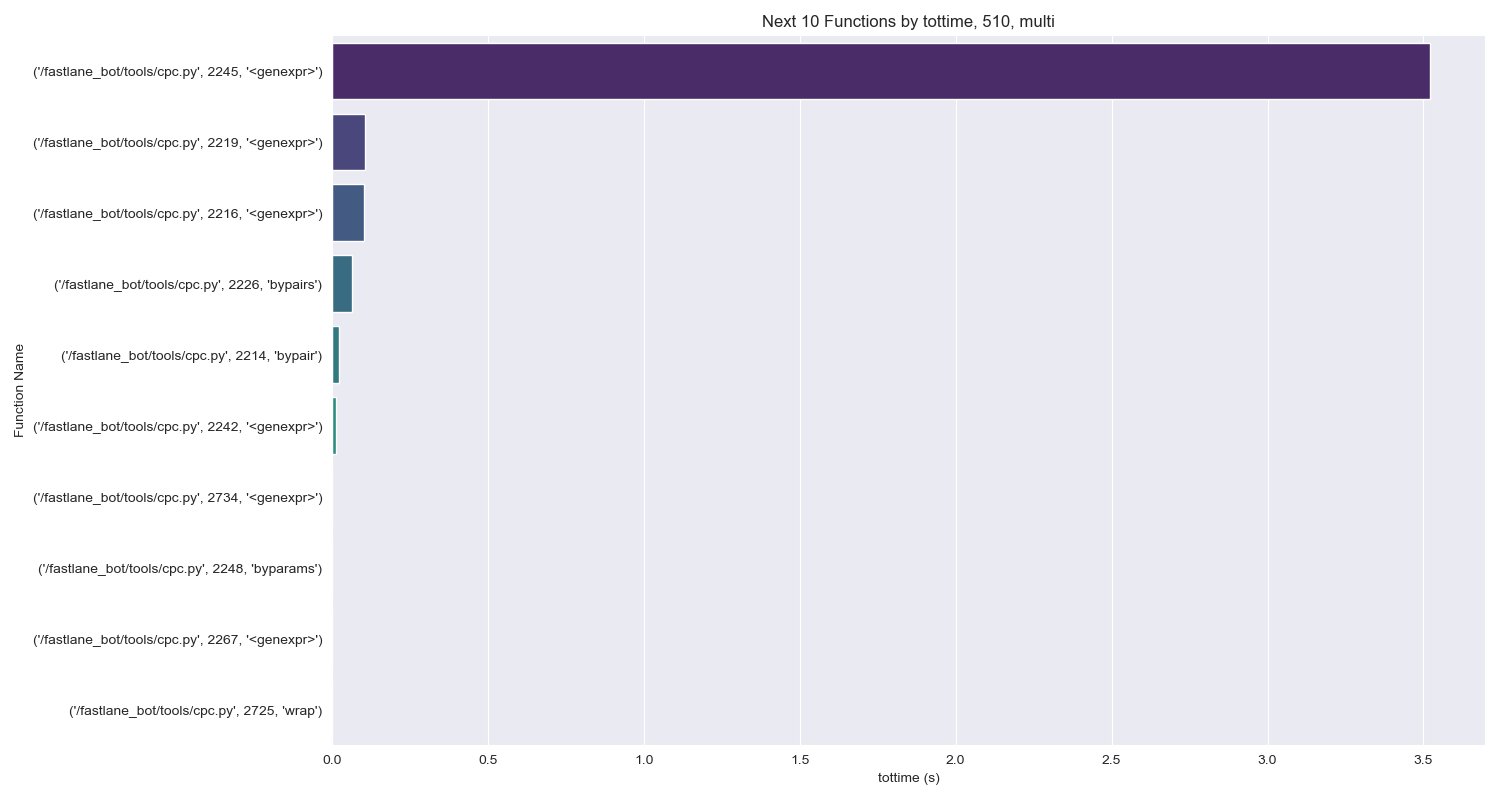 Next 10 Functions by tottime, 510, multi
('/fastlane_bot/tools/cpc.py', 2245, '<genexpr>')
('/fastlane_bot/tools/cpc.py', 2219, '<genexpr>')
('/fastlane_bot/tools/cpc.py', 2216, '<genexpr>')
('/fastlane_bot/tools/cpc.py', 2226, 'bypairs')
('/fastlane_bot/tools/cpc.py', 2214, 'bypair')
('/fastlane_bot/tools/cpc.py', 2242, '<genexpr>')
('/fastlane_bot/tools/cpc.py', 2734, '<genexpr>')
('/fastlane_bot/tools/cpc.py', 2248, 'byparams')
('/fastlane_bot/tools/cpc.py', 2267, '<genexpr>')
('/fastlane_bot/tools/cpc.py', 2725, 'wrap')
Function Name
0.0 0.5 1.0 1.5 2.0 2.5 3.0 3.5
tottime (s)